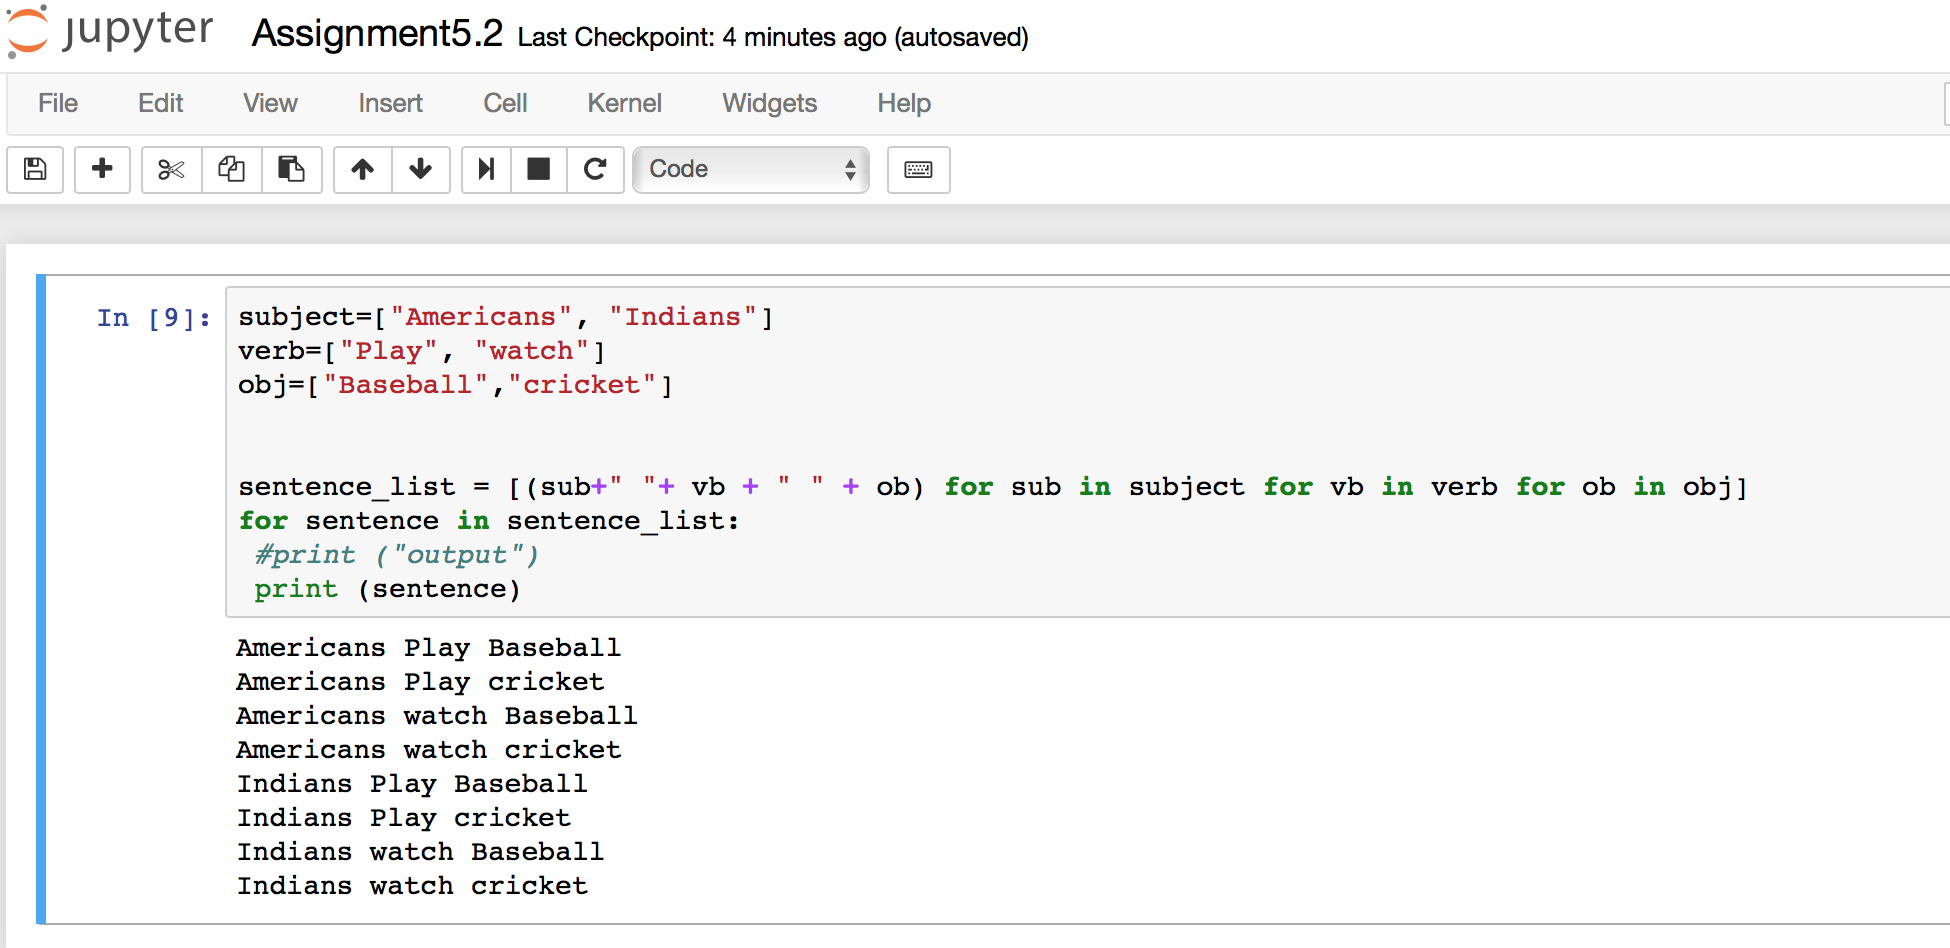 jupyter Assignment5.2 Last Checkpoint: 4 minutes ago (autosaved)
File Edit View Insert Cell Kernel Widgets Help
Code
In [9]: subject=["Americans", "Indians"]
verb=["Play", "watch"]
obj=["Baseball","cricket"]
sentence_list = [(sub+" "+ vb + " " + ob) for sub in subject for vb in verb for ob in obj]
for sentence in sentence_list:
 #print ("output")
 print (sentence)
Americans Play Baseball
Americans Play cricket
Americans watch Baseball
Americans watch cricket
Indians Play Baseball
Indians Play cricket
Indians watch Baseball
Indians watch cricket